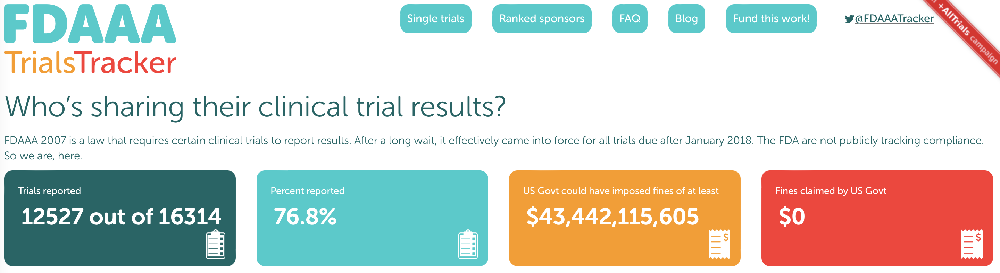 FDAAA
TrialsTracker
Single trials
Ranked sponsors
FAQ
Blog
Fund this work!
@FDAAATracker
+AllTrials campaign
Who's sharing their clinical trial results?
FDAAA 2007 is a law that requires certain clinical trials to report results. After a long wait, it effectively came into force for all trials due after January 2018. The FDA are not publicly tracking compliance.
So we are, here.
Trials reported
12527 out of 16314
Percent reported
76.8%
US Govt could have imposed fines of at least
$43,442,115,605
$
Fines claimed by US Govt
$0
$